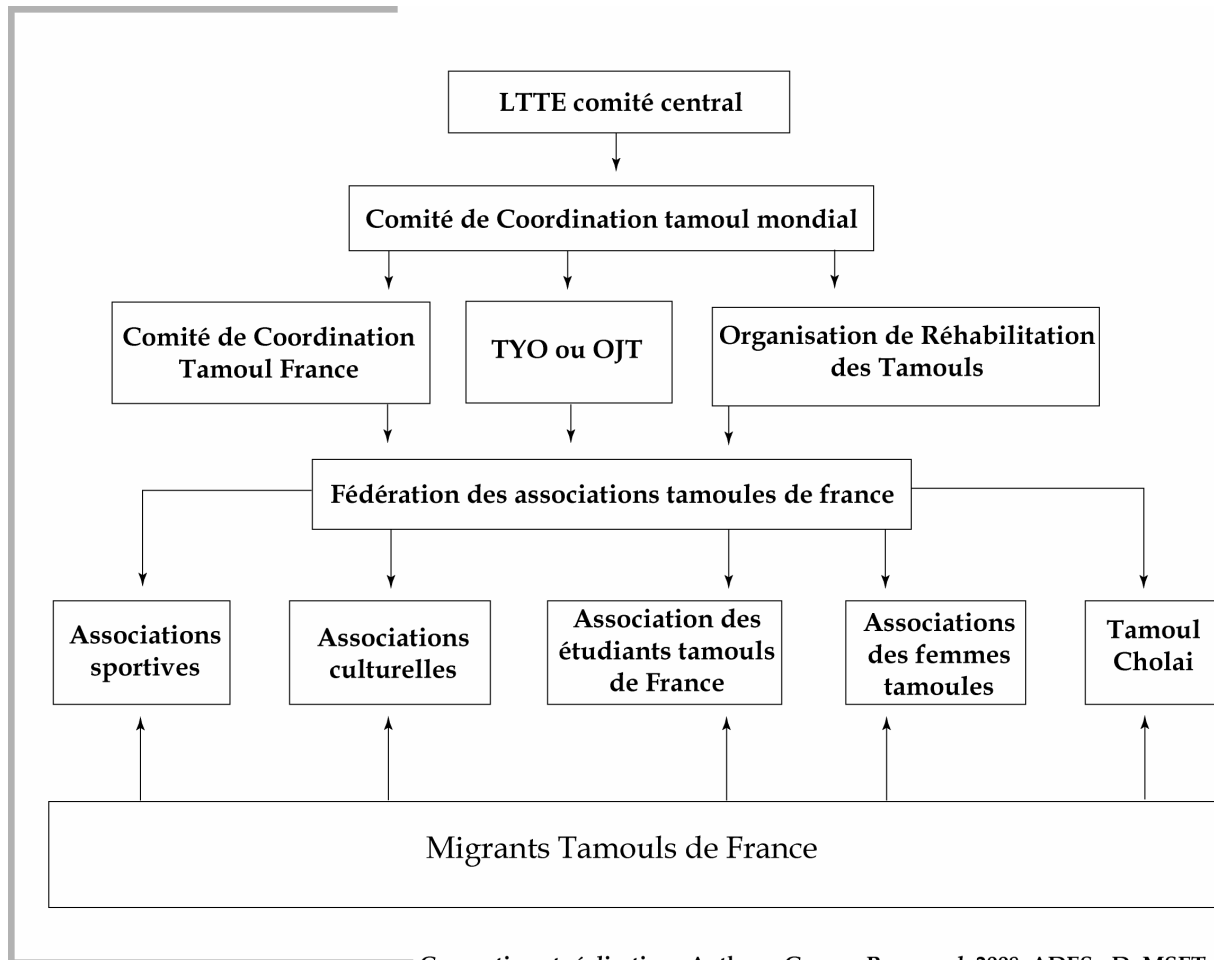 LTTE comité central
Comité de Coordination tamoul mondial
Comité de Coordination
Tamoul France
TYO ou OJT
Organisation de Réhabilitation
des Tamouls
Fédération des associations tamoules de france
Associations
sportives
Associations
culturelles
Association des
étudiants tamouls
de France
Associations
des femmes
tamoules
Tamoul
Cholai
Migrants Tamouls de France